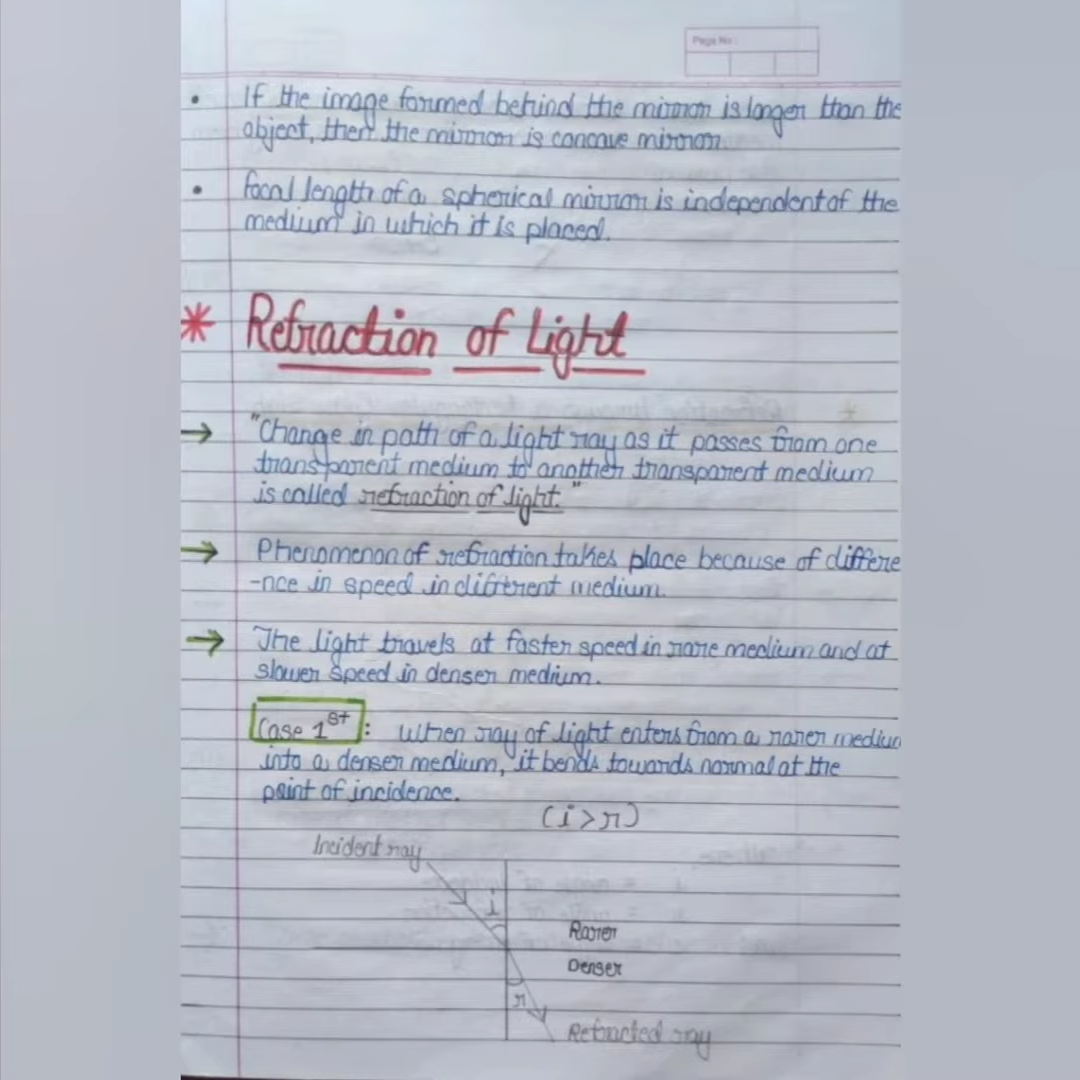 Page No :
• If the image formed behind the mirror is larger than the
object, then the mirror is concave mirror.
• Focal length of a spherical mirror is independent of the
medium in which it is placed.
* Refraction of Light
→ "Change in path of a light ray as it passes from one
transparent medium to another transparent medium
is called refraction of light."
→ Phenomenon of refraction takes place because of differe
-nce in speed in different medium.
→ The light travels at faster speed in rare medium and at
slower speed in denser medium.
Case 1st : When ray of light enters from a rarer medium
into a denser medium, it bends towards normal at the
point of incidence.
(i > r)
Incident ray
i
Rarer
Denser
r
Refracted ray